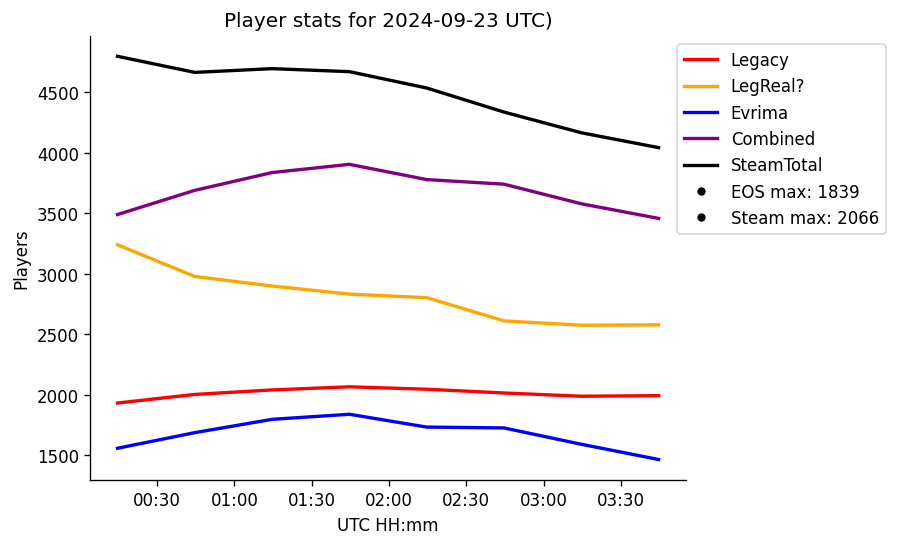 Player stats for 2024-09-23 UTC)
Legacy
LegReal?
Evrima
Combined
SteamTotal
EOS max: 1839
Steam max: 2066
Players
4500
4000
3500
3000
2500
2000
1500
00:30 01:00 01:30 02:00 02:30 03:00 03:30
UTC HH:mm